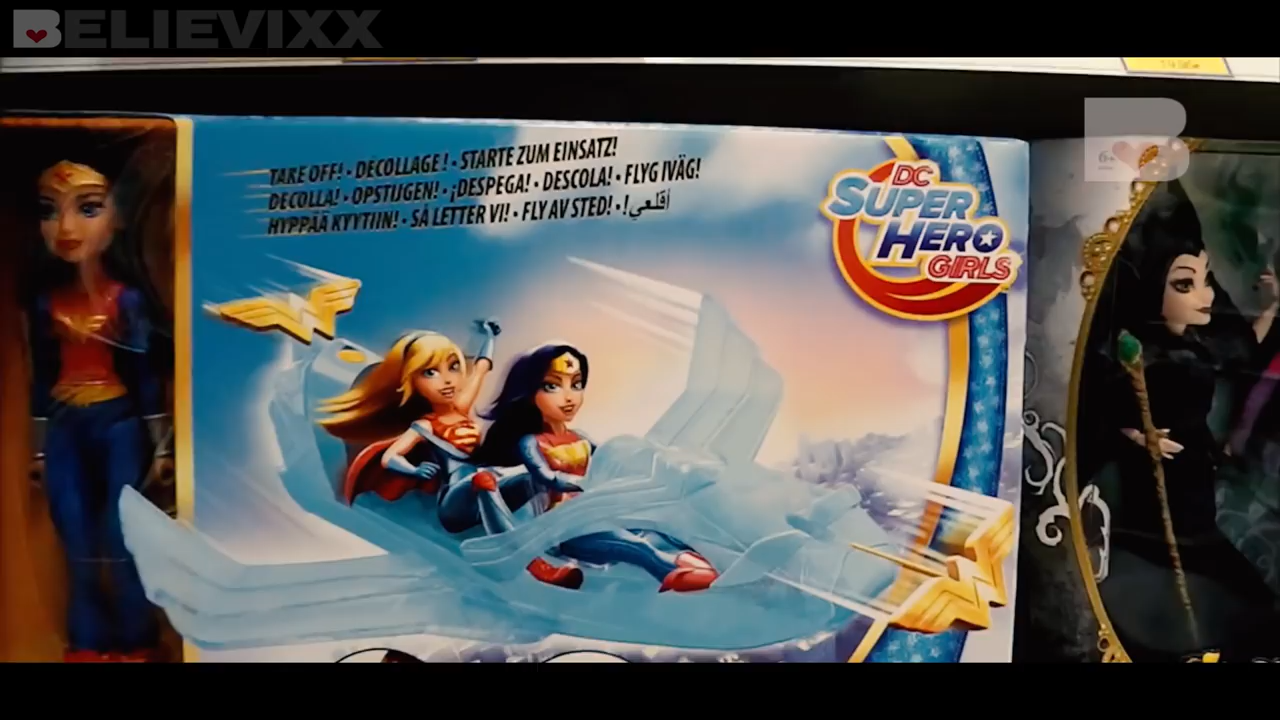 BELIEVIXX
TAKE OFF! • DECOLLAGE ! • STARTE ZUM EINSATZ!
DECOLLA! • OPSTIJGEN! • ¡DESPEGA! • DESCOLA! • FLYG IVÄG!
HYPPÄÄ KYYTIIN! • SÅ LETTER VI! • FLY AV STED! • أقلعي!
DC
SUPER
HERO
GIRLS
B
6+